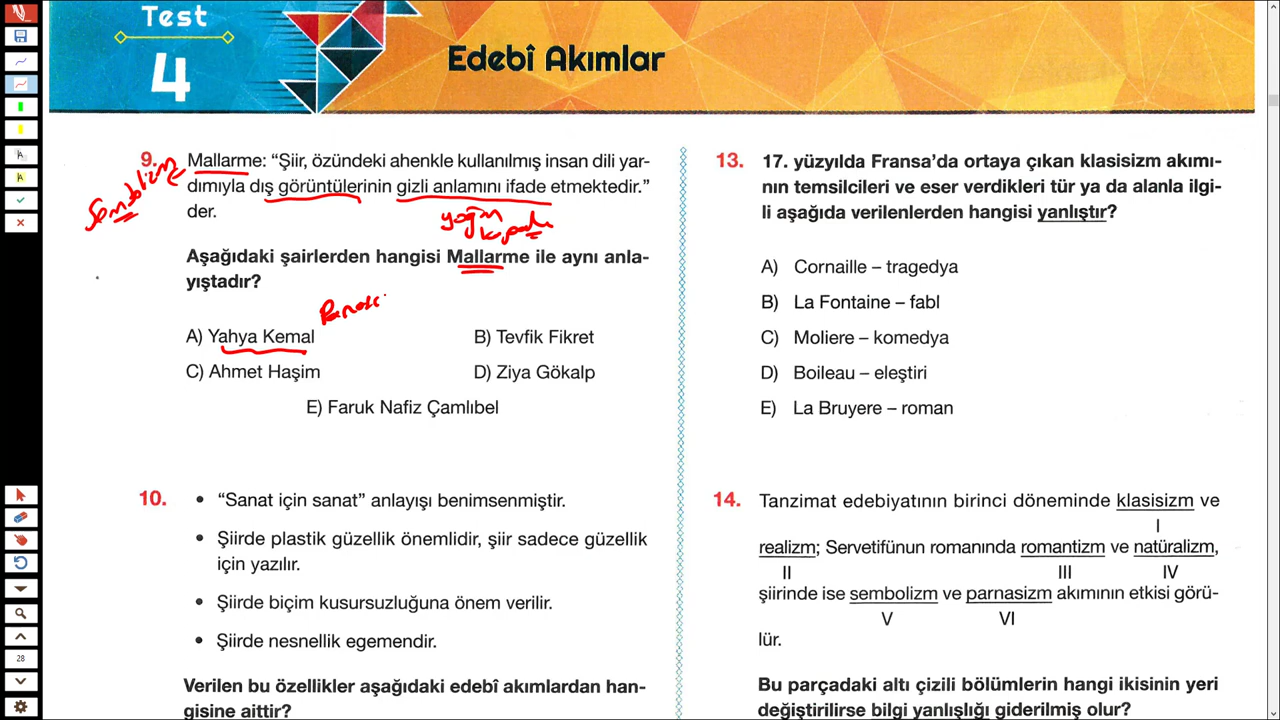 Test
4
Edebî Akımlar
9. Mallarme: “Şiir, özündeki ahenkle kullanılmış insan dili yar-
dımıyla dış görüntülerinin gizli anlamını ifade etmektedir.”
der.
Sembolizm
yoğun
kapalı
Aşağıdaki şairlerden hangisi Mallarme ile aynı anla-
yıştadır?
A) Yahya Kemal
B) Tevfik Fikret
C) Ahmet Haşim
D) Ziya Gökalp
E) Faruk Nafiz Çamlıbel
10. • “Sanat için sanat” anlayışı benimsenmiştir.
• Şiirde plastik güzellik önemlidir, şiir sadece güzellik
için yazılır.
• Şiirde biçim kusursuzluğuna önem verilir.
• Şiirde nesnellik egemendir.
Verilen bu özellikler aşağıdaki edebî akımlardan han-
gisine aittir?
13. 17. yüzyılda Fransa’da ortaya çıkan klasisizm akımı-
nın temsilcileri ve eser verdikleri tür ya da alanla ilgi-
li aşağıda verilenlerden hangisi yanlıştır?
A) Cornaille – tragedya
B) La Fontaine – fabl
C) Moliere – komedya
D) Boileau – eleştiri
E) La Bruyere – roman
14. Tanzimat edebiyatının birinci döneminde klasisizm ve
I
realizm; Servetifünun romanında romantizm ve natüralizm,
II III IV
şiirinde ise sembolizm ve parnasizm akımının etkisi görü-
V VI
lür.
Bu parçadaki altı çizili bölümlerin hangi ikisinin yeri
değiştirilirse bilgi yanlışlığı giderilmiş olur?
28